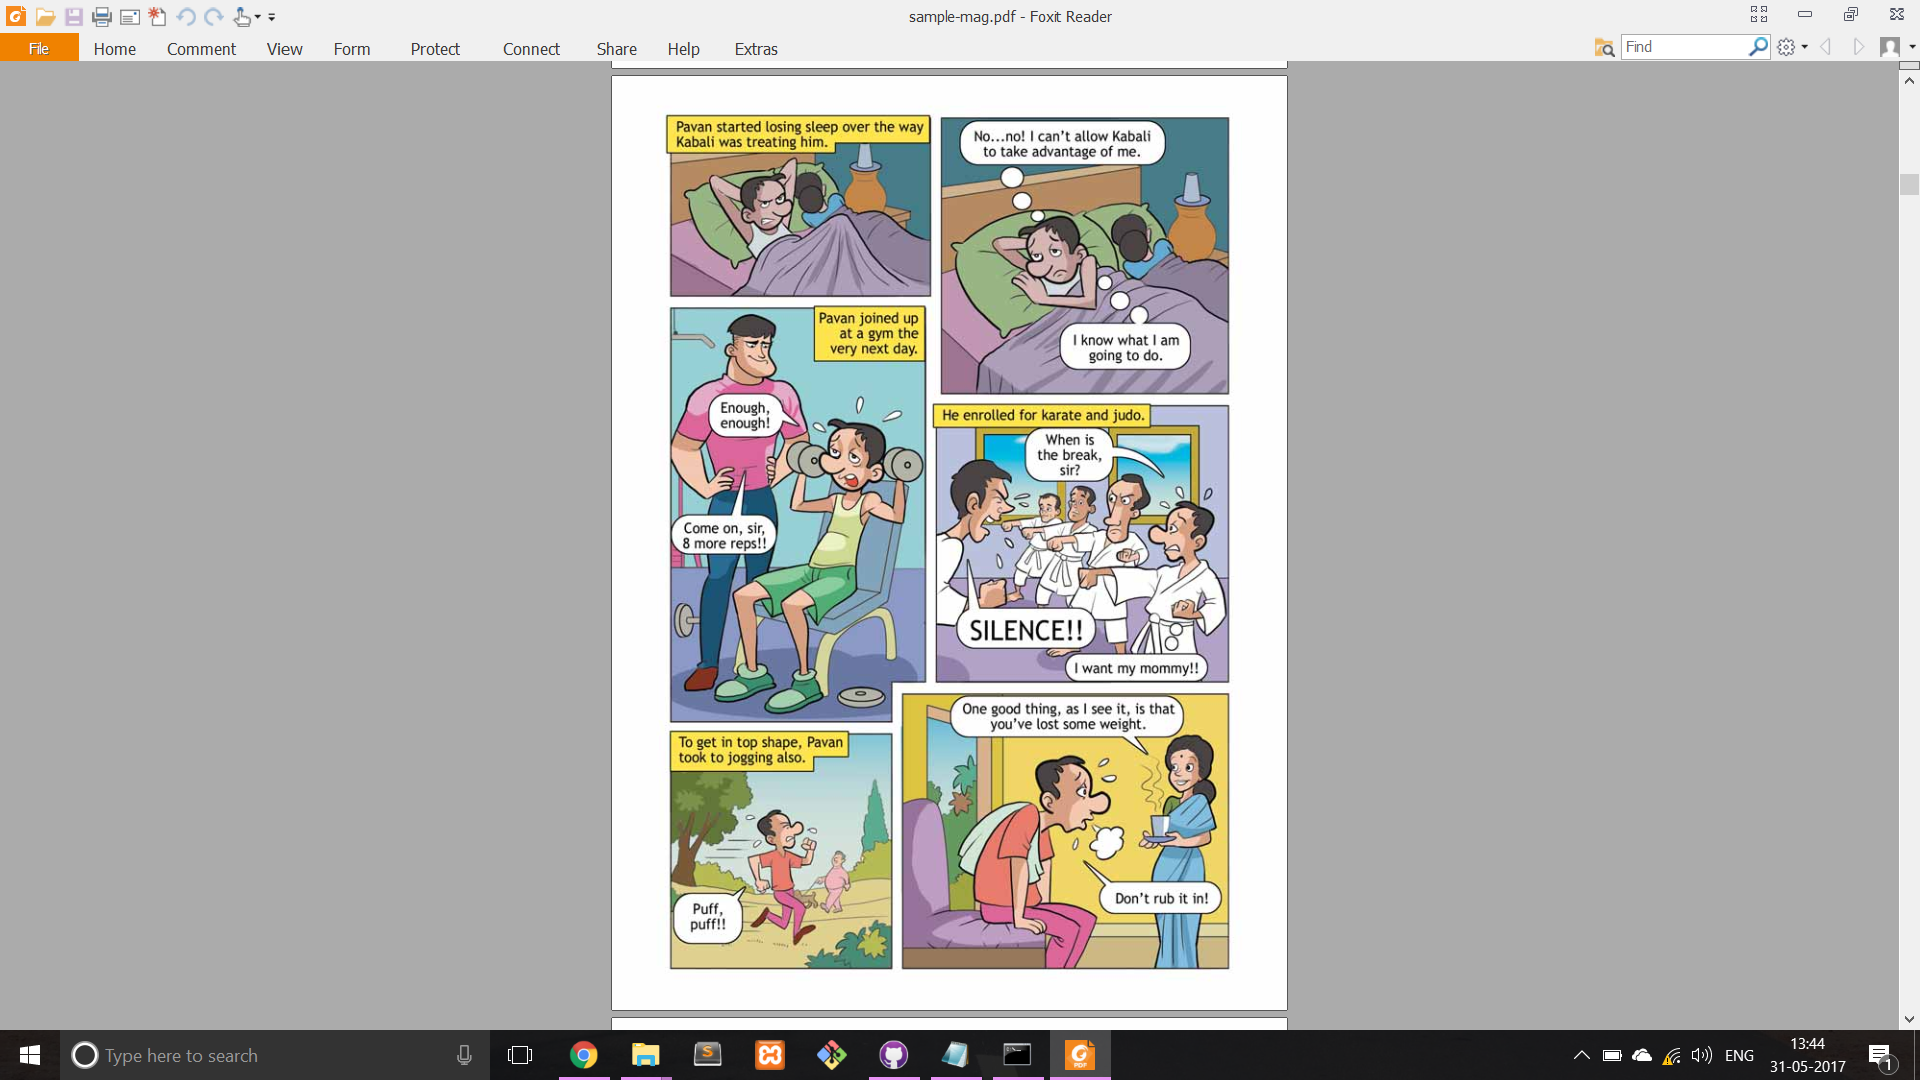 sample-mag.pdf - Foxit Reader
File
Home
Comment
View
Form
Protect
Connect
Share
Help
Extras
Find
Pavan started losing sleep over the way
Kabali was treating him.
No...no! I can't allow Kabali
to take advantage of me.
I know what I am
going to do.
Pavan joined up
at a gym the
very next day.
Enough,
enough!
Come on, sir,
8 more reps!!
He enrolled for karate and judo.
When is
the break,
sir?
SILENCE!!
I want my mommy!!
To get in top shape, Pavan
took to jogging also.
Puff,
puff!!
One good thing, as I see it, is that
you've lost some weight.
Don't rub it in!
Type here to search
S
PDF
ENG
13:44
31-05-2017
1